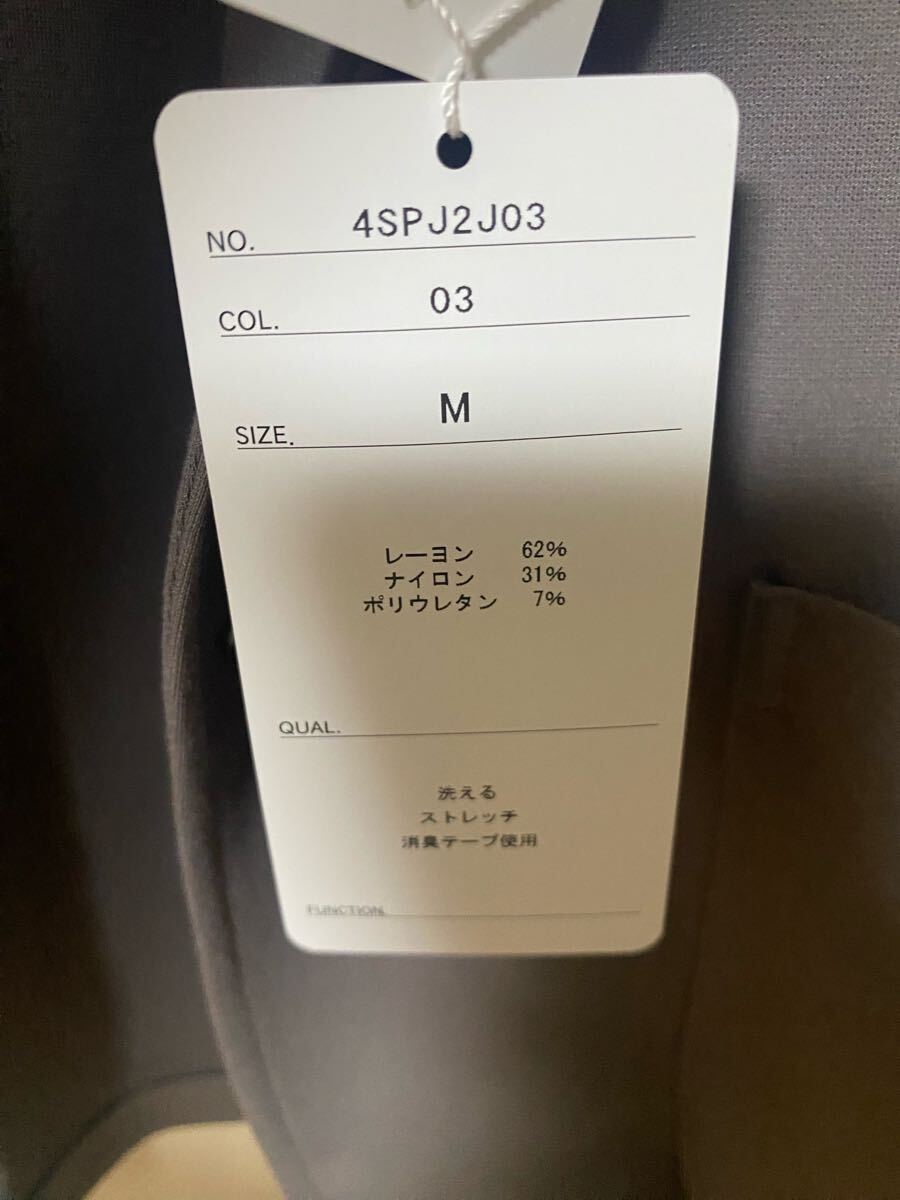 NO. 4SPJ2J03
COL. 03
SIZE. M
レーヨン 62%
ナイロン 31%
ポリウレタン 7%
QUAL.
洗える
ストレッチ
消臭テープ使用
FUNCTION.